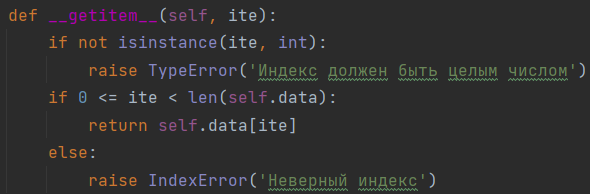 def __getitem__(self, ite):
    if not isinstance(ite, int):
        raise TypeError('Индекс должен быть целым числом')
    if 0 <= ite < len(self.data):
        return self.data[ite]
    else:
        raise IndexError('Неверный индекс')